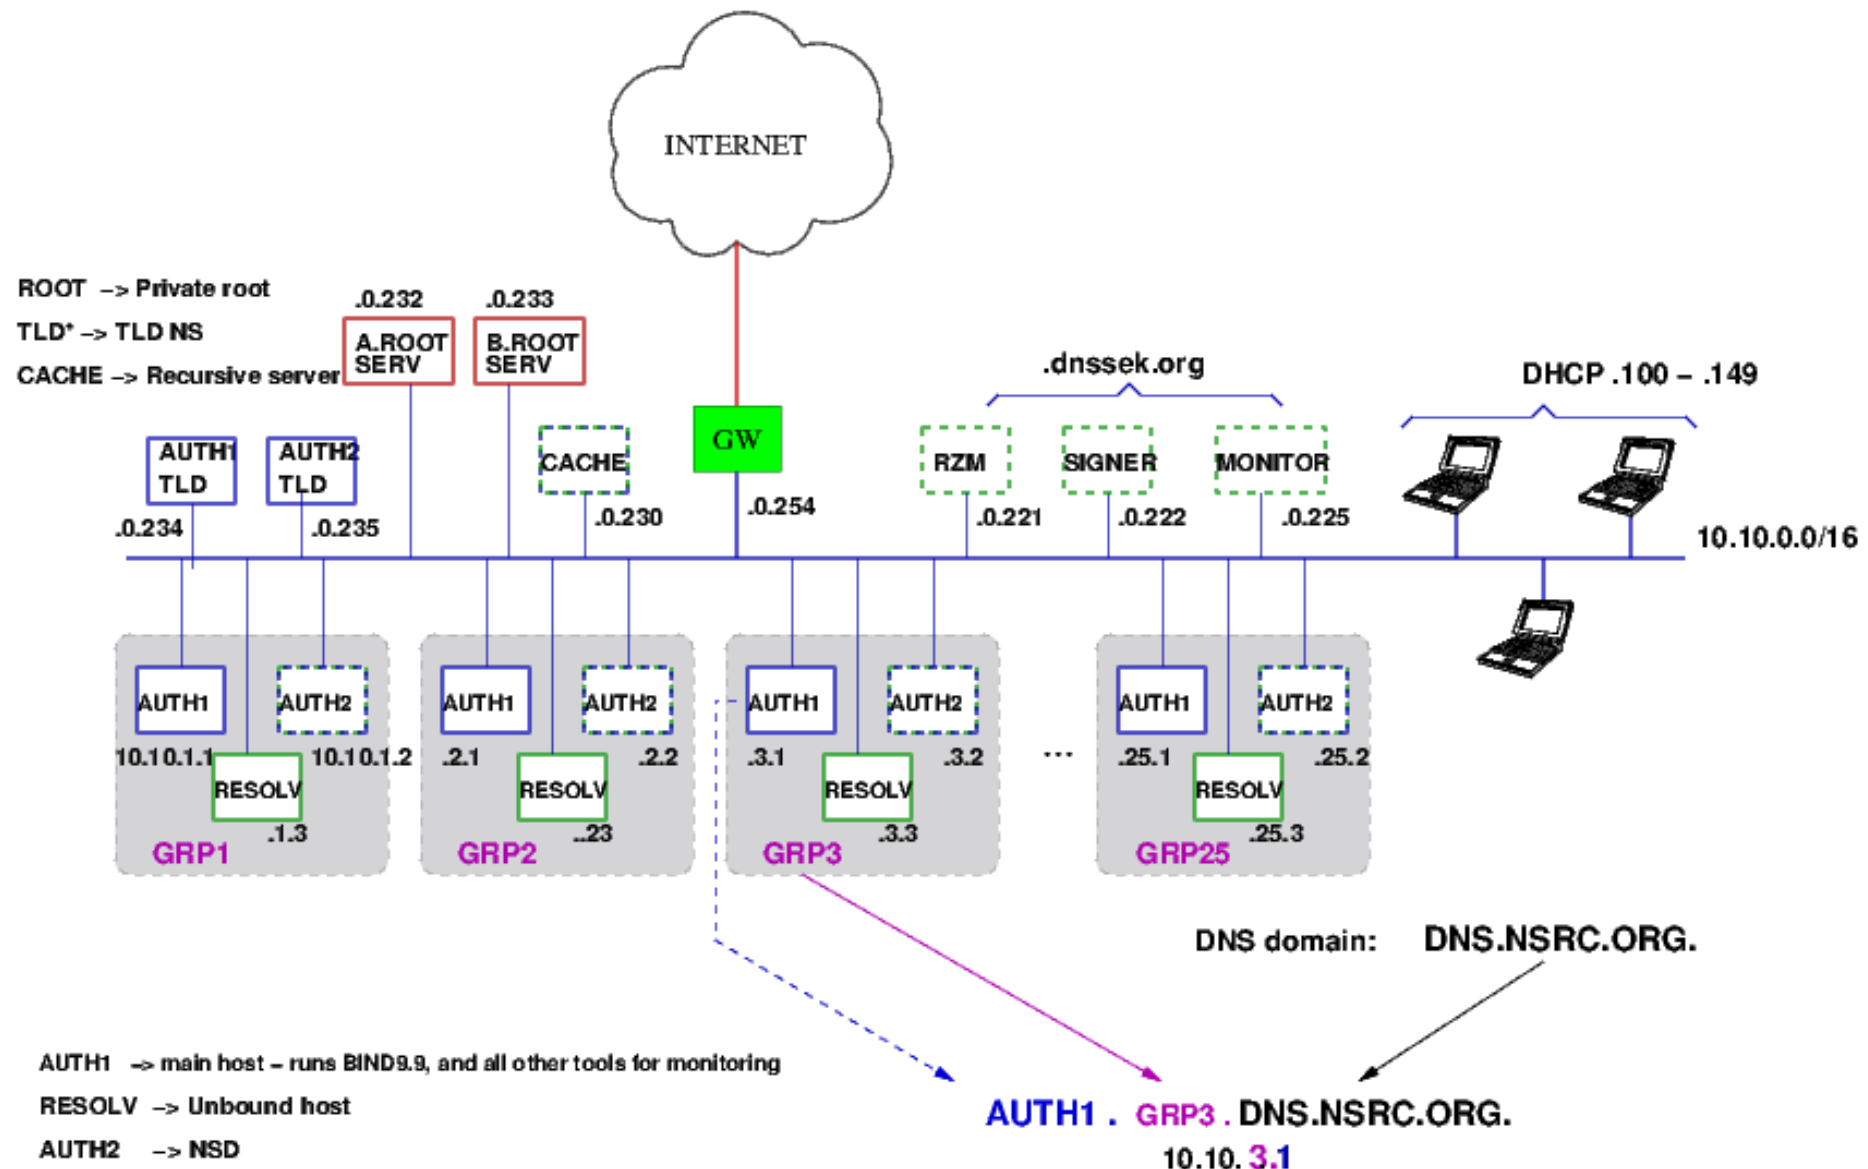 INTERNET
ROOT –> Private root
TLD* –> TLD NS
CACHE –> Recursive server
.0.232
.0.233
A.ROOT
SERV
B.ROOT
SERV
.dnssek.org
DHCP .100 – .149
AUTH1
TLD
AUTH2
TLD
CACHE
GW
RZM
SIGNER
MONITOR
.0.234
.0.235
.0.230
.0.254
.0.221
.0.222
.0.225
10.10.0.0/16
AUTH1
AUTH2
AUTH1
AUTH2
AUTH1
AUTH2
AUTH1
AUTH2
10.10.1.1
10.10.1.2
.2.1
.2.2
.3.1
.3.2
...
.25.1
.25.2
RESOLV
RESOLV
RESOLV
RESOLV
.1.3
..23
.3.3
.25.3
GRP1
GRP2
GRP3
GRP25
DNS domain: DNS.NSRC.ORG.
AUTH1 –> main host – runs BIND9.9, and all other tools for monitoring
RESOLV –> Unbound host
AUTH2 –> NSD
AUTH1 . GRP3 . DNS.NSRC.ORG.
10.10. 3.1